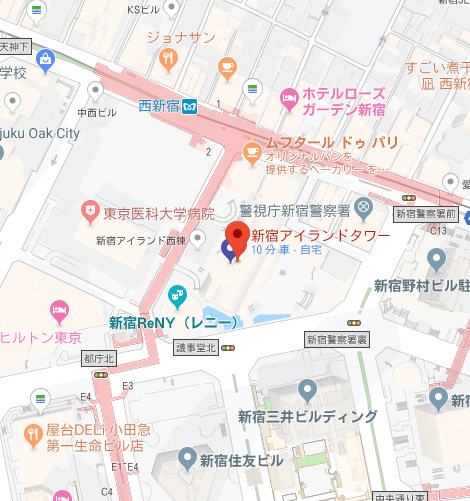 KSビル
ジョナサン
天神下
学校
中西ビル
西新宿
1
ホテルローズ
ガーデン新宿
すごい煮干
凪 西新宿
juku Oak City
2
ムフタール ドゥ パリ
オリジナルパンを
提供するベーカリー を…
愛
東京医科大学病院
警視庁新宿警察署
新宿警察署前
C13
新宿アイランド西棟
新宿アイランドタワー
10 分 車 - 自宅
新宿野村ビル駐
新宿ReNY（レニー）
ヒルトン東京
都庁北
議事堂北
新宿警察署裏
E3
E4
新宿三井ビルディング
新宿
屋台DELi 小田急
第一生命ビル店
新宿住友ビル
E1
E4
C4
中央通り東